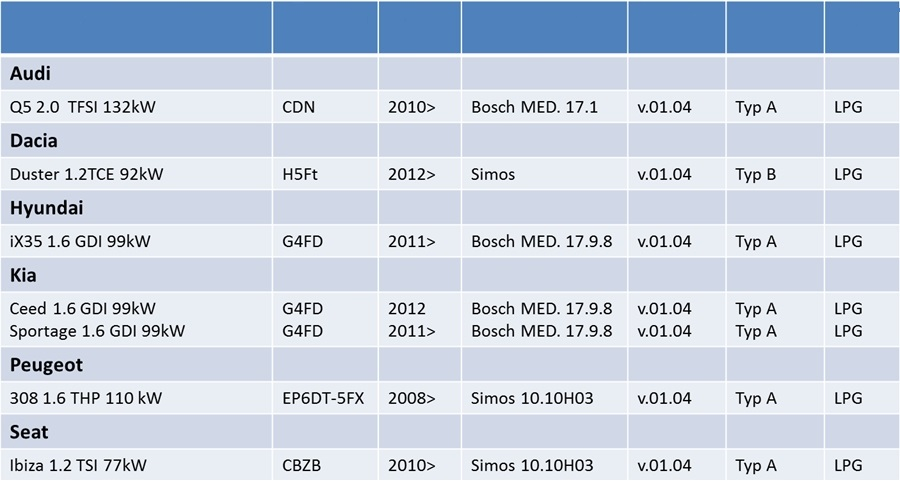 Audi
Q5 2.0 TFSI 132kW CDN 2010> Bosch MED. 17.1 v.01.04 Typ A LPG
Dacia
Duster 1.2TCE 92kW H5Ft 2012> Simos v.01.04 Typ B LPG
Hyundai
iX35 1.6 GDI 99kW G4FD 2011> Bosch MED. 17.9.8 v.01.04 Typ A LPG
Kia
Ceed 1.6 GDI 99kW G4FD 2012 Bosch MED. 17.9.8 v.01.04 Typ A LPG
Sportage 1.6 GDI 99kW G4FD 2011> Bosch MED. 17.9.8 v.01.04 Typ A LPG
Peugeot
308 1.6 THP 110 kW EP6DT-5FX 2008> Simos 10.10H03 v.01.04 Typ A LPG
Seat
Ibiza 1.2 TSI 77kW CBZB 2010> Simos 10.10H03 v.01.04 Typ A LPG